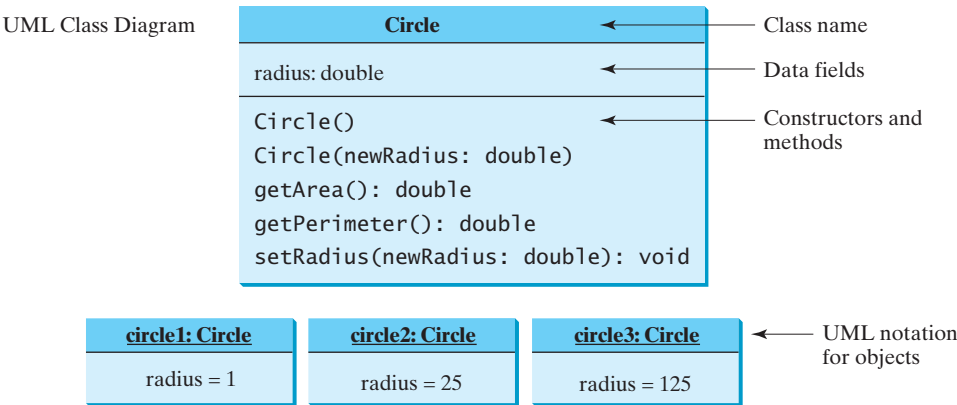 UML Class Diagram
Circle
Class name
radius: double
Data fields
Circle()
Constructors and
methods
Circle(newRadius: double)
getArea(): double
getPerimeter(): double
setRadius(newRadius: double): void
circle1: Circle
circle2: Circle
circle3: Circle
UML notation
for objects
radius = 1
radius = 25
radius = 125